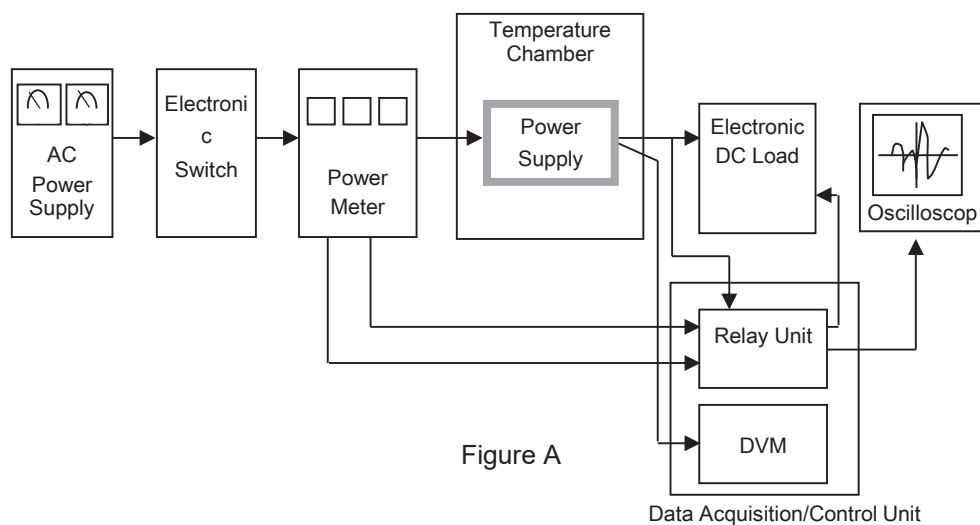 Temperature
Chamber
AC
Power
Supply
Electroni
c
Switch
Power
Meter
Power
Supply
Electronic
DC Load
Oscilloscop
Relay Unit
DVM
Figure A
Data Acquisition/Control Unit